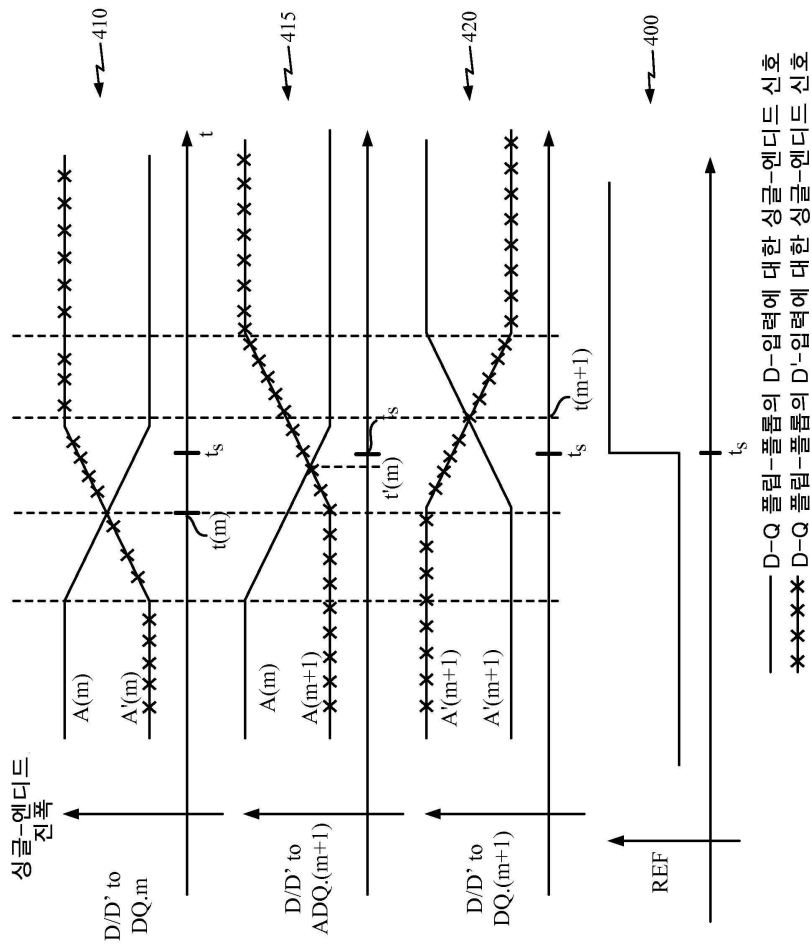 싱글-엔디드
진폭
410
A(m)
A'(m)
D/D' to
DQ.m
t(m)
t_s
t
415
A(m)
A(m+1)
D/D' to
ADQ.(m+1)
t'(m)
t_s
420
A'(m+1)
A'(m+1)
D/D' to
DQ.(m+1)
t_s
t(m+1)
400
REF
t_s
D-Q 플립-플롭의 D-입력에 대한 싱글-엔디드 신호
D-Q 플립-플롭의 D'-입력에 대한 싱글-엔디드 신호